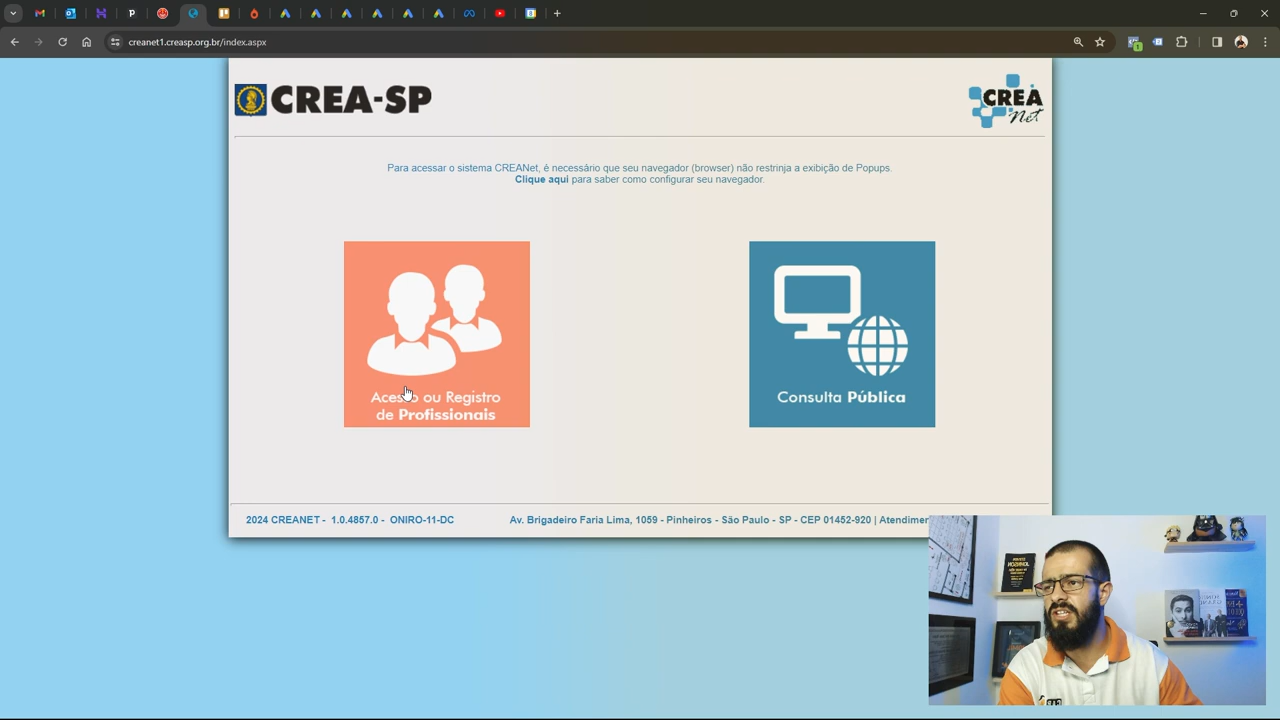 creanet1.creasp.org.br/index.aspx
1
CREA-SP
CREA
Net
Para acessar o sistema CREANet, é necessário que seu navegador (browser) não restrinja a exibição de Popups.
Clique aqui para saber como configurar seu navegador.
ou Registro
de Profissionais
Consulta Pública
2024 CREANET - 1.0.4857.0 - ONIRO-11-DC
Av. Brigadeiro Faria Lima, 1059 - Pinheiros - São Paulo - SP - CEP 01452-920 |